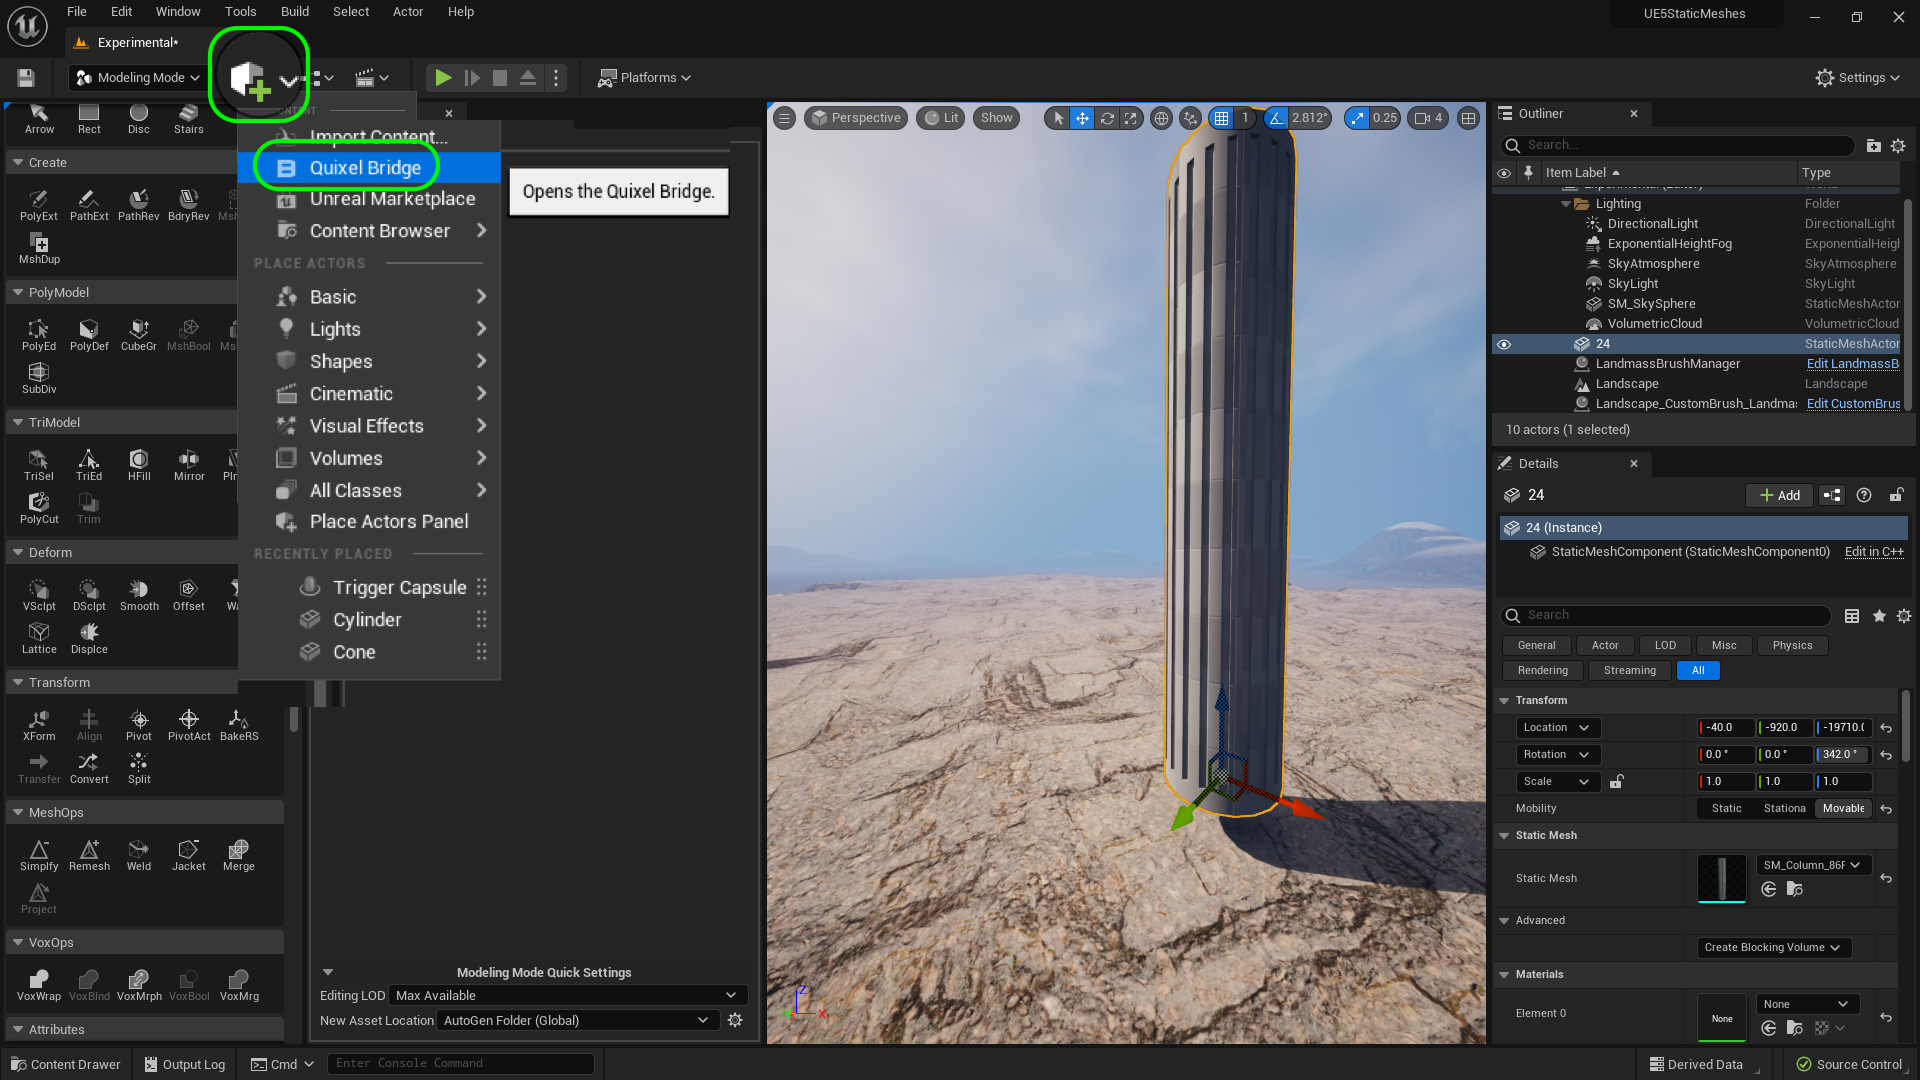 File Edit Window Tools Build Select Actor Help
UE5StaticMeshes
Experimental*
Modeling Mode
Platforms
Settings
Arrow Rect Disc Stairs
Create
PolyExt PathExt PathRev BdryRev
MshDup
PolyModel
PolyEd PolyDef CubeGr MshBool
SubDiv
TriModel
TriSel TriEd HFill Mirror
PolyCut Trim
Deform
VSclpt DSclpt Smooth Offset
Lattice Displce
Transform
XForm Align Pivot PivotAct BakeRS
Transfer Convert Split
MeshOps
Simplfy Remesh Weld Jacket Merge
Project
VoxOps
VoxWrap VoxBlnd VoxMrph VoxBool VoxMrg
Attributes
Import Content...
Quixel Bridge
Unreal Marketplace
Content Browser
PLACE ACTORS
Basic
Lights
Shapes
Cinematic
Visual Effects
Volumes
All Classes
Place Actors Panel
RECENTLY PLACED
Trigger Capsule
Cylinder
Cone
Opens the Quixel Bridge.
Modeling Mode Quick Settings
Editing LOD Max Available
New Asset Location AutoGen Folder (Global)
Perspective Lit Show 1 2.812° 0.25 4
Z
X
Outliner
Search...
Item Label Type
Lighting Folder
DirectionalLight DirectionalLight
ExponentialHeightFog ExponentialHeigl
SkyAtmosphere SkyAtmosphere
SkyLight SkyLight
SM_SkySphere StaticMeshActor
VolumetricCloud VolumetricCloud
24 StaticMeshActor
LandmassBrushManager Edit LandmassB
Landscape Landscape
Landscape_CustomBrush_Landmas Edit CustomBrus
10 actors (1 selected)
Details
24 Add
24 (Instance)
StaticMeshComponent (StaticMeshComponent0) Edit in C++
Search
General Actor LOD Misc Physics
Rendering Streaming All
Transform
Location -40.0 -920.0 -19710.0
Rotation 0.0 ° 0.0 ° 342.0 °
Scale 1.0 1.0 1.0
Mobility Static Stationa Movable
Static Mesh
Static Mesh SM_Column_86F
Advanced
Create Blocking Volume
Materials
Element 0 None None
Content Drawer Output Log Cmd Enter Console Command
Derived Data Source Control